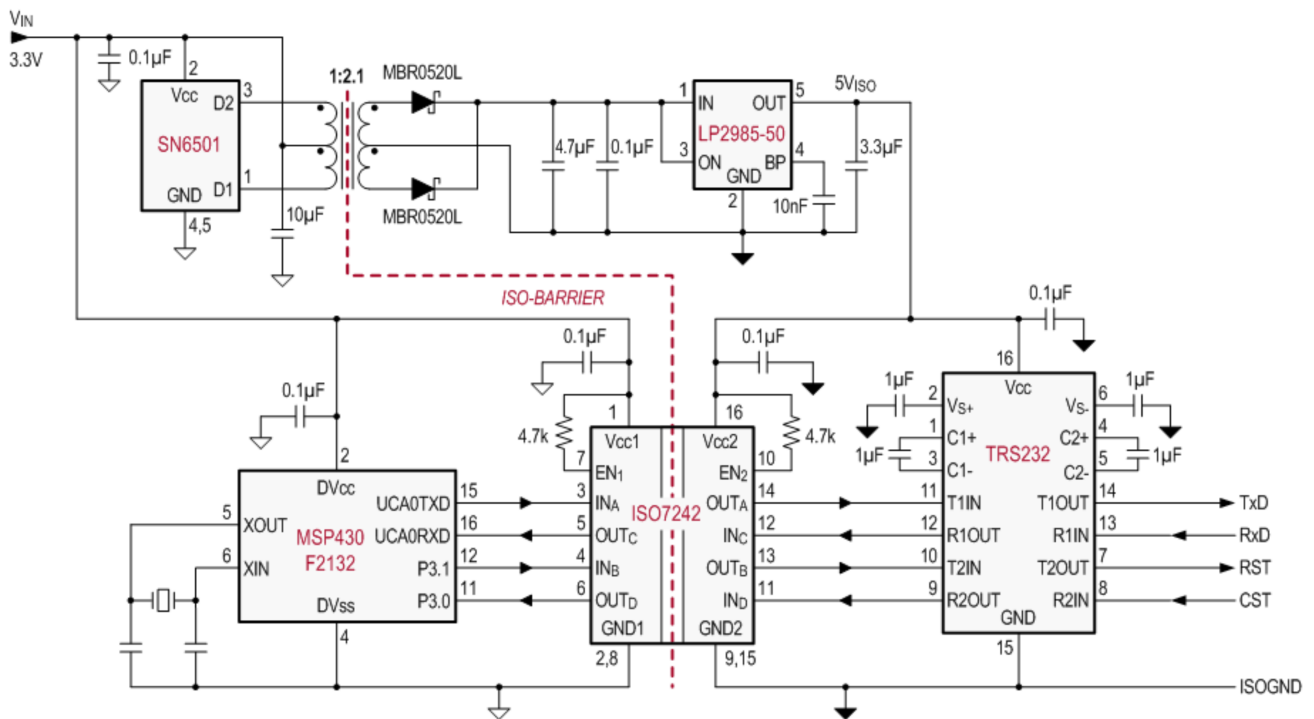 VIN
3.3V
0.1µF
2
Vcc
D2
3
SN6501
D1
1
GND
4,5
10µF
1:2.1
MBR0520L
MBR0520L
4.7µF
0.1µF
1
IN
OUT
5
LP2985-50
3
ON
BP
4
GND
2
10nF
5VISO
3.3µF
ISO-BARRIER
0.1µF
2
DVcc
5
XOUT
6
XIN
MSP430
F2132
UCA0TXD
15
UCA0RXD
16
P3.1
12
P3.0
11
DVss
4
0.1µF
4.7k
1
Vcc1
7
EN1
3
INA
5
OUTC
4
INB
6
OUTD
GND1
2,8
ISO7242
0.1µF
4.7k
16
Vcc2
EN2
10
OUTA
14
INC
12
OUTB
13
IND
11
GND2
9,15
0.1µF
16
Vcc
1µF
2
VS+
VS-
6
1µF
1
C1+
C2+
4
1µF
3
C1-
C2-
5
1µF
TRS232
11
T1IN
T1OUT
14
TxD
12
R1OUT
R1IN
13
RxD
10
T2IN
T2OUT
7
RST
9
R2OUT
R2IN
8
CST
GND
15
ISOGND